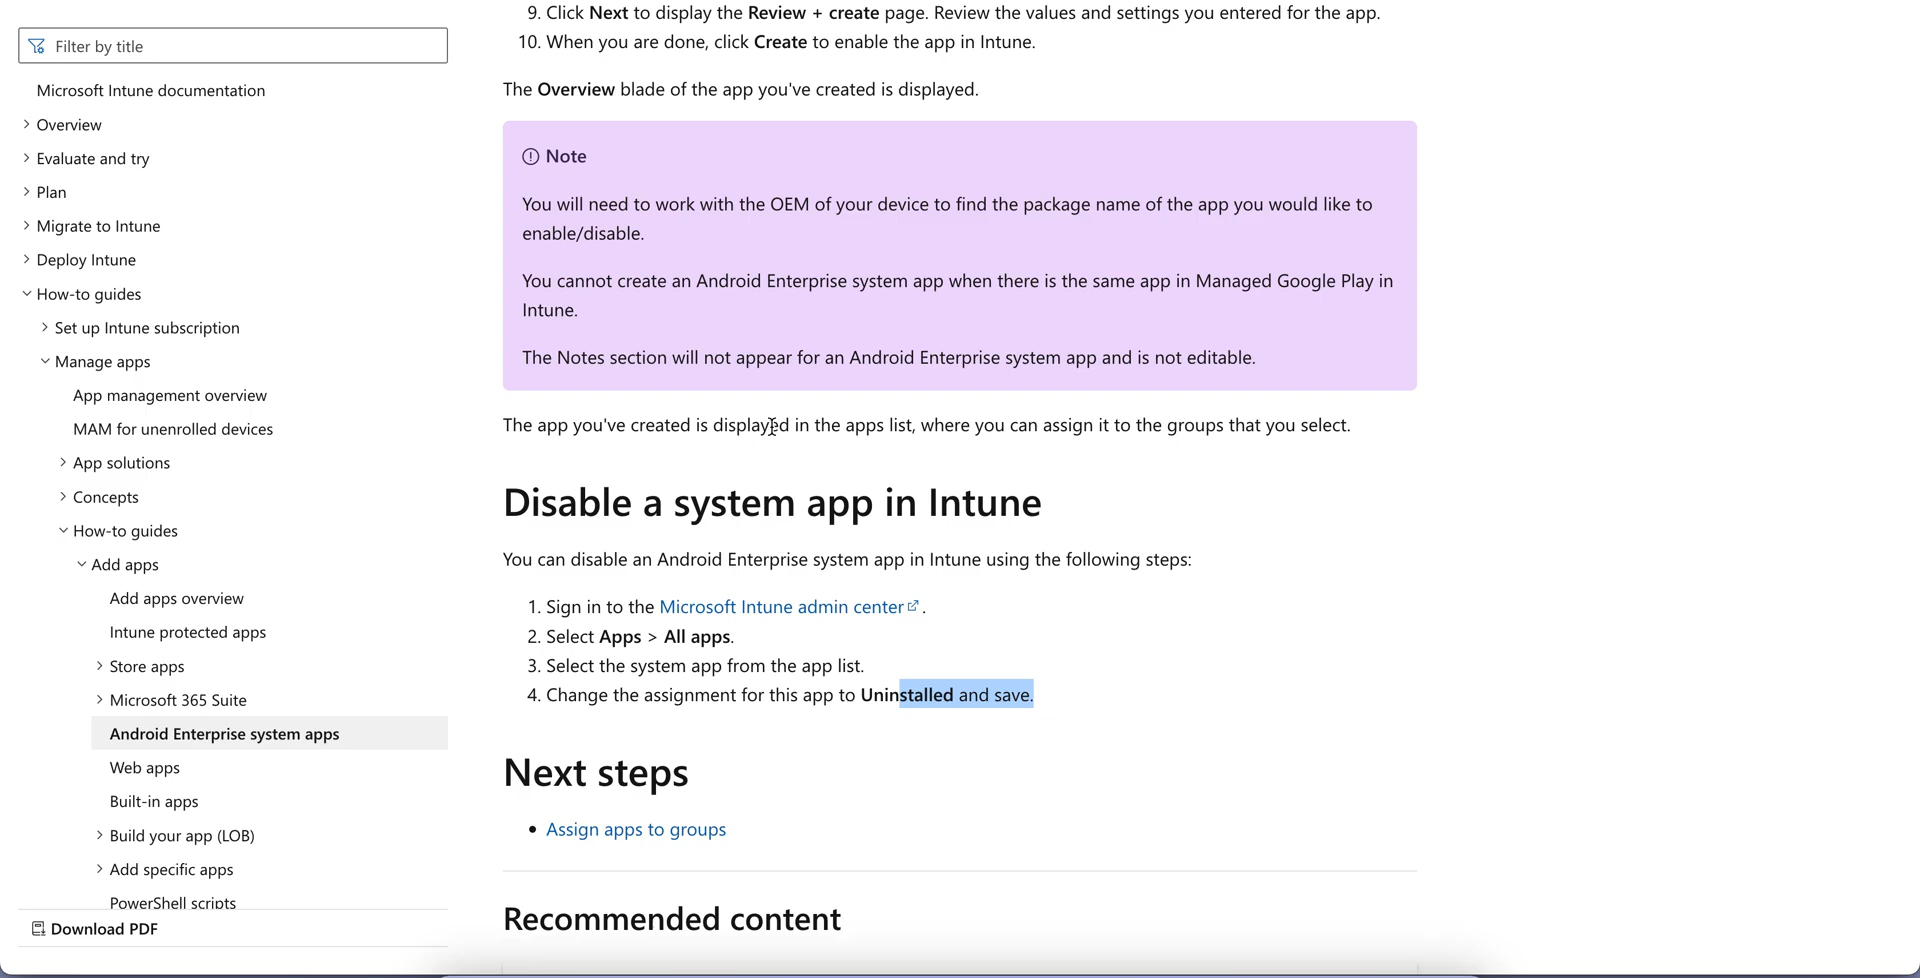 Filter by title
Microsoft Intune documentation
Overview
Evaluate and try
Plan
Migrate to Intune
Deploy Intune
How-to guides
Set up Intune subscription
Manage apps
App management overview
MAM for unenrolled devices
App solutions
Concepts
How-to guides
Add apps
Add apps overview
Intune protected apps
Store apps
Microsoft 365 Suite
Android Enterprise system apps
Web apps
Built-in apps
Build your app (LOB)
Add specific apps
PowerShell scripts
Download PDF
9. Click Next to display the Review + create page. Review the values and settings you entered for the app.
10. When you are done, click Create to enable the app in Intune.
The Overview blade of the app you've created is displayed.
Note
You will need to work with the OEM of your device to find the package name of the app you would like to
enable/disable.
You cannot create an Android Enterprise system app when there is the same app in Managed Google Play in
Intune.
The Notes section will not appear for an Android Enterprise system app and is not editable.
The app you've created is displayed in the apps list, where you can assign it to the groups that you select.
Disable a system app in Intune
You can disable an Android Enterprise system app in Intune using the following steps:
1. Sign in to the Microsoft Intune admin center.
2. Select Apps > All apps.
3. Select the system app from the app list.
4. Change the assignment for this app to Uninstalled and save.
Next steps
• Assign apps to groups
Recommended content